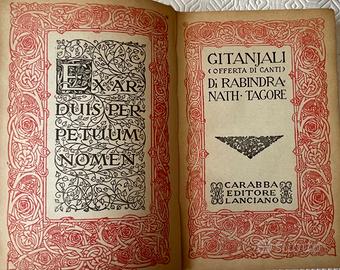 EX AR
DUIS PER
PETUUM
NOMEN
GITANJALI
(OFFERTA DI CANTI)
Di RABINDRA-
NATH · TAGORE
CARABBA
EDITORE
LANCIANO